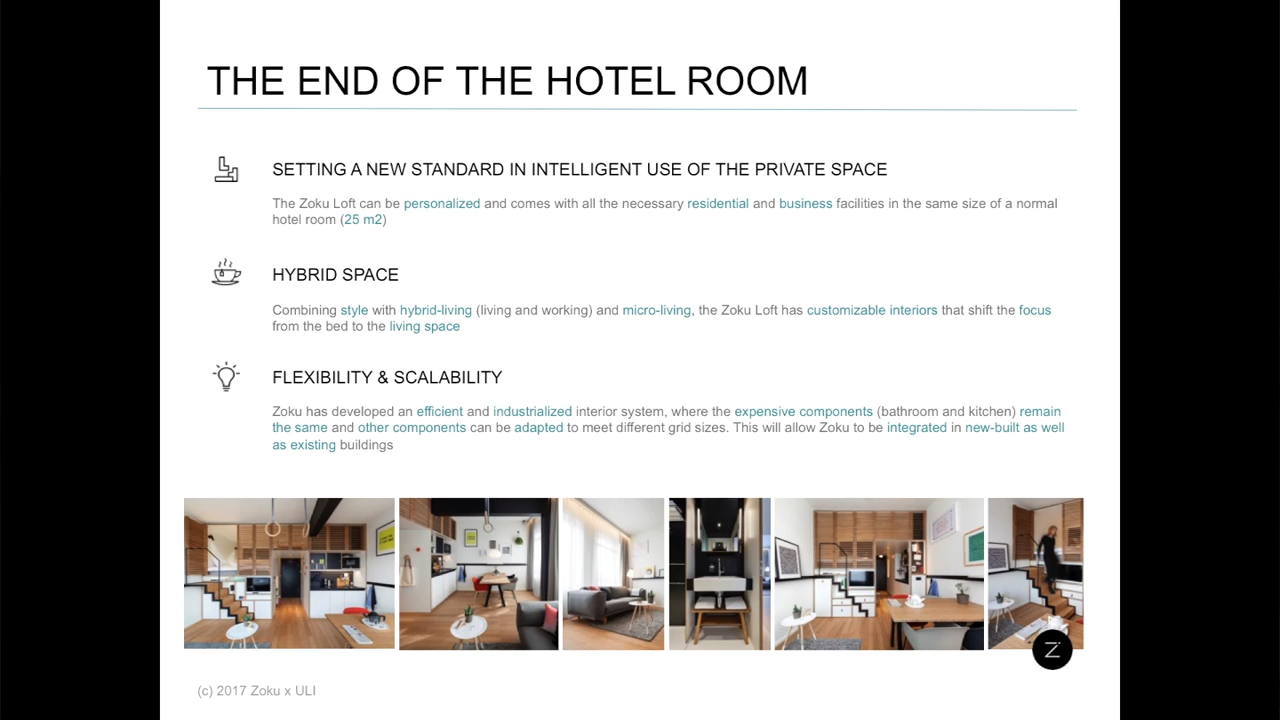 THE END OF THE HOTEL ROOM
SETTING A NEW STANDARD IN INTELLIGENT USE OF THE PRIVATE SPACE
The Zoku Loft can be personalized and comes with all the necessary residential and business facilities in the same size of a normal
hotel room (25 m2)
HYBRID SPACE
Combining style with hybrid-living (living and working) and micro-living, the Zoku Loft has customizable interiors that shift the focus
from the bed to the living space
FLEXIBILITY & SCALABILITY
Zoku has developed an efficient and industrialized interior system, where the expensive components (bathroom and kitchen) remain
the same and other components can be adapted to meet different grid sizes. This will allow Zoku to be integrated in new-built as well
as existing buildings
Z
(c) 2017 Zoku x ULI